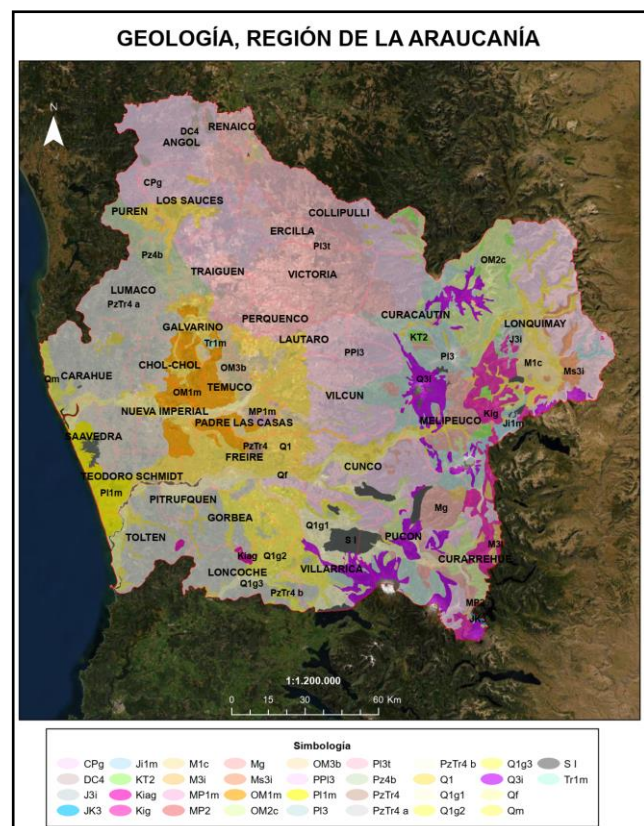 GEOLOGÍA, REGIÓN DE LA ARAUCANÍA
N
RENAICO
DC4
ANGOL
CPg
LOS SAUCES
PUREN
COLLIPULLI
ERCILLA
Pl3t
Pz4b
OM2c
TRAIGUEN
VICTORIA
LUMACO
PzTr4 a
PERQUENCO
CURACAUTIN
LONQUIMAY
GALVARINO
Tr1m
LAUTARO
KT2
J3i
CHOL-CHOL
OM3b
PPl3
Pl3
M1c
Qm
CARAHUE
TEMUCO
Q3i
Ms3i
OM1m
VILCUN
NUEVA IMPERIAL
MP1m
Kig
PADRE LAS CASAS
MELIPEUCO
Ji1m
SAAVEDRA
PzTr4
Q1
FREIRE
CUNCO
TEODORO SCHMIDT
Qf
Pl1m
PITRUFQUEN
Mg
GORBEA
Q1g1
TOLTEN
S I
PUCON
M3i
Kiag
Q1g2
CURARREHUE
LONCOCHE
VILLARRICA
Q1g3
PzTr4 b
MP2
JK3
1:1.200.000
0 15 30 60 Km
Simbología
CPg Ji1m M1c Mg OM3b Pl3t PzTr4 b Q1g3 S I
DC4 KT2 M3i Ms3i PPl3 Pz4b Q1 Q3i Tr1m
J3i Kiag MP1m OM1m Pl1m PzTr4 Q1g1 Qf
JK3 Kig MP2 OM2c Pl3 PzTr4 a Q1g2 Qm